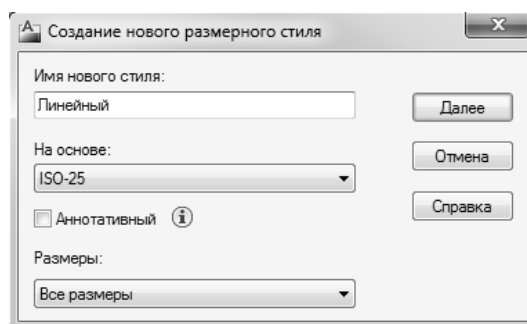 Создание нового размерного стиля
Имя нового стиля:
Линейный
Далее
На основе:
ISO-25
Отмена
Аннотативный
Справка
Размеры:
Все размеры